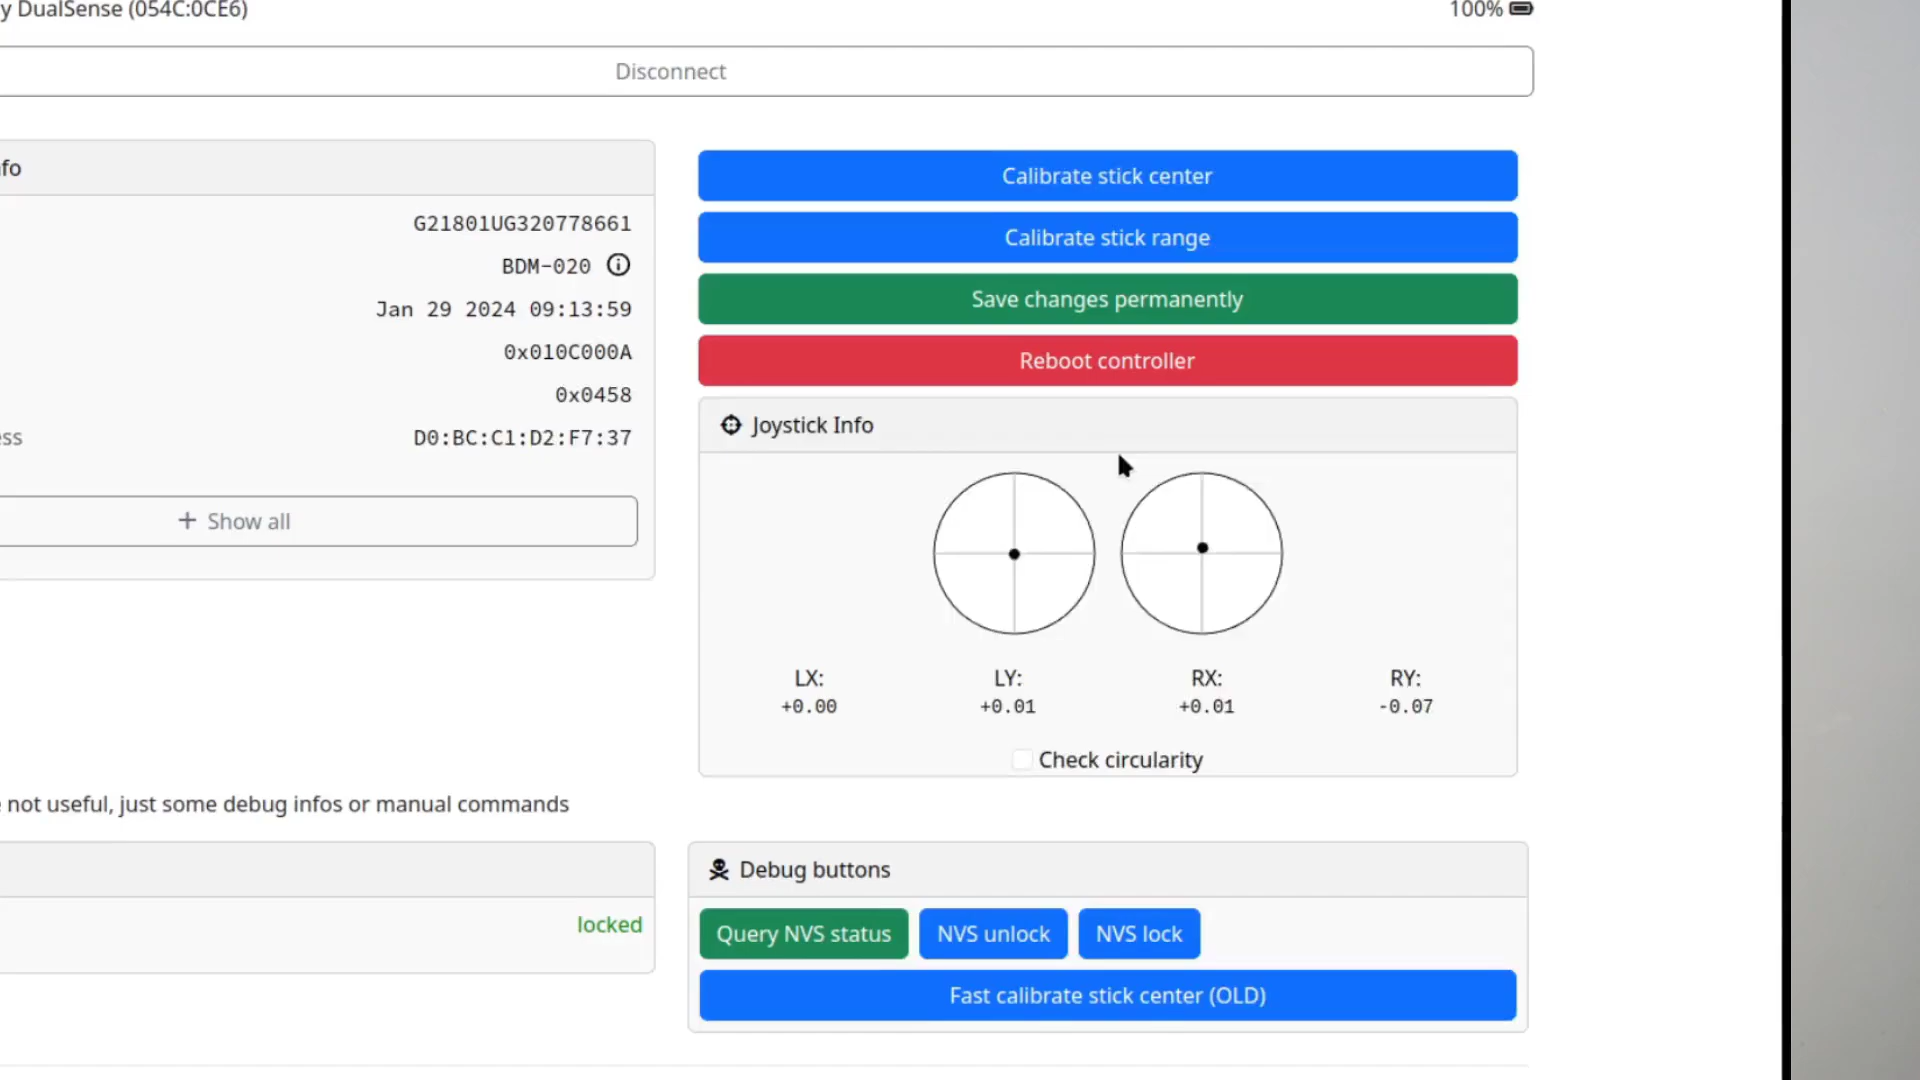 y DualSense (054C:0CE6)
100%
Disconnect
fo
G21801UG320778661
BDM-020
Jan 29 2024 09:13:59
0x010C000A
0x0458
ss
D0:BC:C1:D2:F7:37
+ Show all
Calibrate stick center
Calibrate stick range
Save changes permanently
Reboot controller
Joystick Info
LX: LY: RX: RY:
+0.00 +0.01 +0.01 -0.07
Check circularity
not useful, just some debug infos or manual commands
locked
Debug buttons
Query NVS status NVS unlock NVS lock
Fast calibrate stick center (OLD)